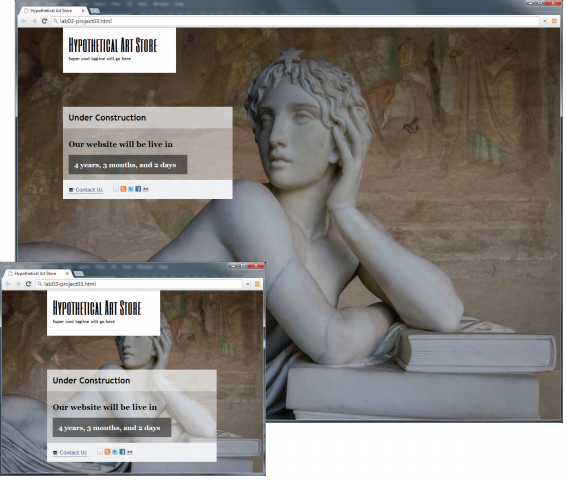 Hypothetical Art Store
lab03-project03.html
Hypothetical Art Store
Super cool tagline will go here
Under Construction
Our website will be live in
4 years, 3 months, and 2 days
Contact Us
Hypothetical Art Store
lab03-project03.html
Hypothetical Art Store
Super cool tagline will go here
Under Construction
Our website will be live in
4 years, 3 months, and 2 days
Contact Us